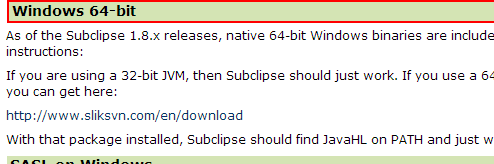 Windows 64-bit
As of the Subclipse 1.8.x releases, native 64-bit Windows binaries are include
instructions:
If you are using a 32-bit JVM, then Subclipse should just work. If you use a 64
you can get here:
http://www.sliksvn.com/en/download
With that package installed, Subclipse should find JavaHL on PATH and just w
SASL on Windows